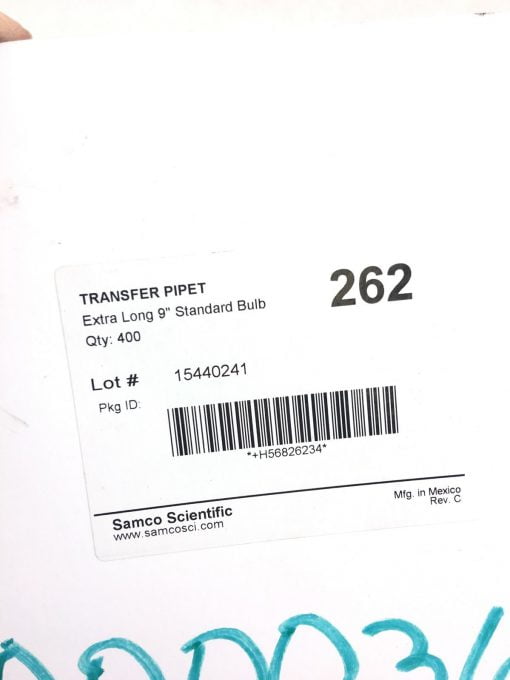 TRANSFER PIPET
262
Extra Long 9" Standard Bulb
Qty: 400
Lot # 15440241
Pkg ID:
*+H56826234*
Mfg. in Mexico
Rev. C
Samco Scientific
www.samcosci.com